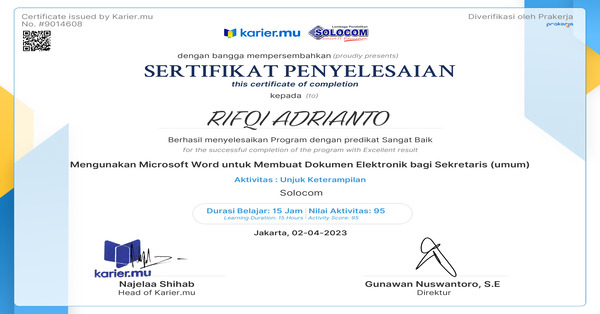 Certificate issued by Karier.mu
Diverifikasi oleh Prakerja
No. #9014608
prakerja
karier.mu
Lembaga Pendidikan
SOLOCOM
dengan bangga mempersembahkan (proudly presents)
SERTIFIKAT PENYELESAIAN
this certificate of completion
kepada (to)
RIFQI ADRIANTO
Berhasil menyelesaikan Program dengan predikat Sangat Baik
for the successful completion of the program with Excellent result
Mengunakan Microsoft Word untuk Membuat Dokumen Elektronik bagi Sekretaris (umum)
Aktivitas : Unjuk Keterampilan
Solocom
Durasi Belajar: 15 Jam | Nilai Aktivitas: 95
Learning Duration: 15 Hours | Activity Score: 95
Jakarta, 02-04-2023
karier.mu
Najelaa Shihab
Head of Karier.mu
Gunawan Nuswantoro, S.E
Direktur